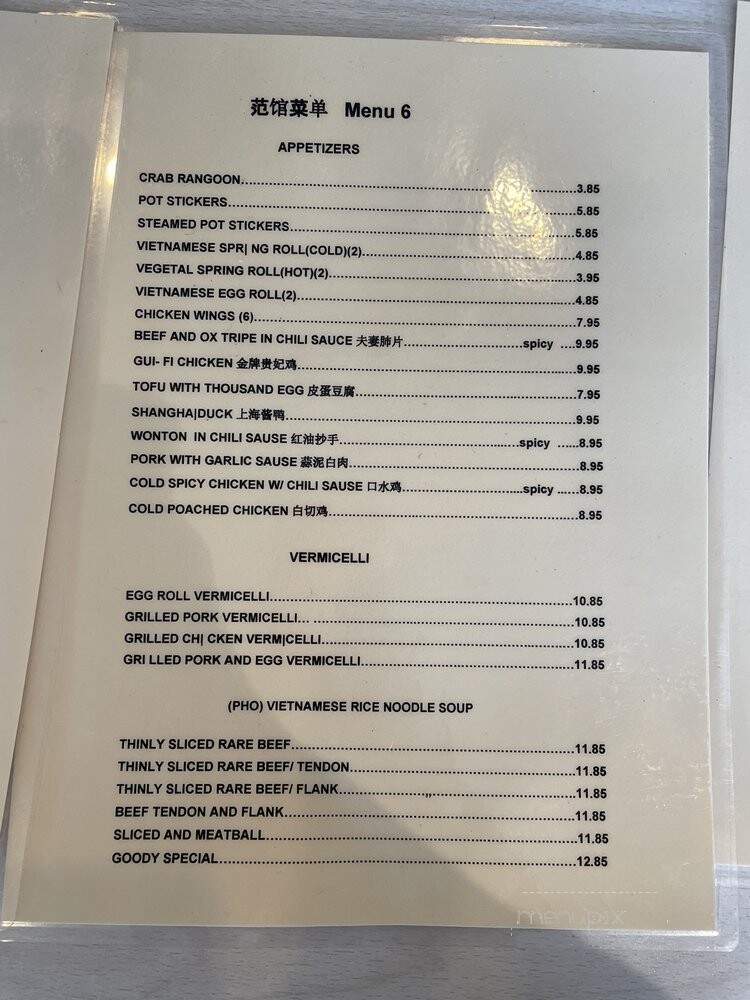 范馆菜单 Menu 6
APPETIZERS
CRAB RANGOON...............................................................................3.85
POT STICKERS...............................................................................5.85
STEAMED POT STICKERS...............................................................5.85
VIETNAMESE SPR| NG ROLL(COLD)(2)...............................................4.85
VEGETAL SPRING ROLL(HOT)(2)......................................................3.95
VIETNAMESE EGG ROLL(2)..............................................................4.85
CHICKEN WINGS (6).......................................................................7.95
BEEF AND OX TRIPE IN CHILI SAUCE 夫妻肺片..............................spicy ....9.95
GUI- FI CHICKEN 金牌贵妃鸡............................................................9.95
TOFU WITH THOUSAND EGG 皮蛋豆腐...............................................7.95
SHANGHA|DUCK 上海酱鸭..............................................................9.95
WONTON IN CHILI SAUSE 红油抄手..........................................spicy ......8.95
PORK WITH GARLIC SAUSE 蒜泥白肉...............................................8.95
COLD SPICY CHICKEN W/ CHILI SAUSE 口水鸡..............................spicy ......8.95
COLD POACHED CHICKEN 白切鸡.....................................................8.95
VERMICELLI
EGG ROLL VERMICELLI...................................................................10.85
GRILLED PORK VERMICELLI... ..........................................................10.85
GRILLED CH| CKEN VERM|CELLI........................................................10.85
GRI LLED PORK AND EGG VERMICELLI...............................................11.85
(PHO) VIETNAMESE RICE NOODLE SOUP
THINLY SLICED RARE BEEF..............................................................11.85
THINLY SLICED RARE BEEF/ TENDON................................................11.85
THINLY SLICED RARE BEEF/ FLANK......................,,............................11.85
BEEF TENDON AND FLANK...............................................................11.85
SLICED AND MEATBALL...................................................................11.85
GOODY SPECIAL.............................................................................12.85
menupix